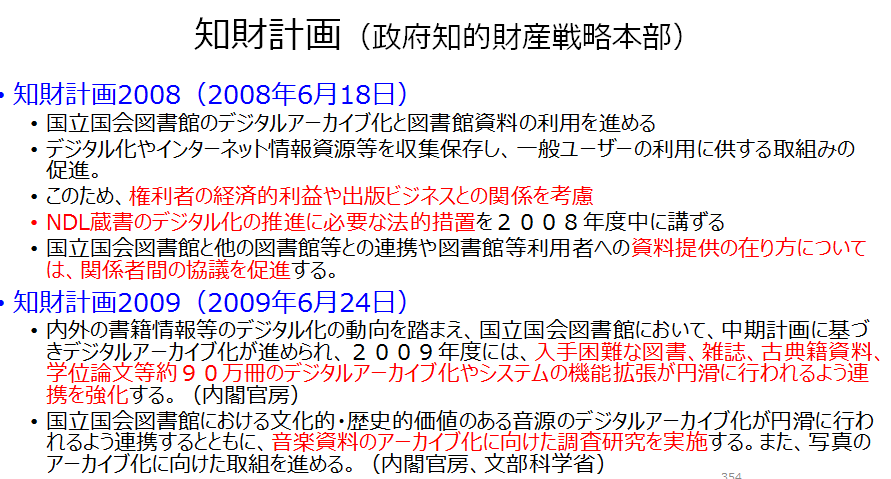 知財計画（政府知的財産戦略本部）
• 知財計画2008（2008年6月18日）
• 国立国会図書館のデジタルアーカイブ化と図書館資料の利用を進める
• デジタル化やインターネット情報資源等を収集保存し、一般ユーザーの利用に供する取組みの
促進。
• このため、権利者の経済的利益や出版ビジネスとの関係を考慮
• NDL蔵書のデジタル化の推進に必要な法的措置を２００８年度中に講ずる
• 国立国会図書館と他の図書館等との連携や図書館等利用者への資料提供の在り方について
は、関係者間の協議を促進する。
• 知財計画2009（2009年6月24日）
• 内外の書籍情報等のデジタル化の動向を踏まえ、国立国会図書館において、中期計画に基づ
きデジタルアーカイブ化が進められ、２００９年度には、入手困難な図書、雑誌、古典籍資料、
学位論文等約９０万冊のデジタルアーカイブ化やシステムの機能拡張が円滑に行われるよう連
携を強化する。（内閣官房）
• 国立国会図書館における文化的・歴史的価値のある音源のデジタルアーカイブ化が円滑に行わ
れるよう連携するとともに、音楽資料のアーカイブ化に向けた調査研究を実施する。また、写真の
アーカイブ化に向けた取組を進める。（内閣官房、文部科学省）
354